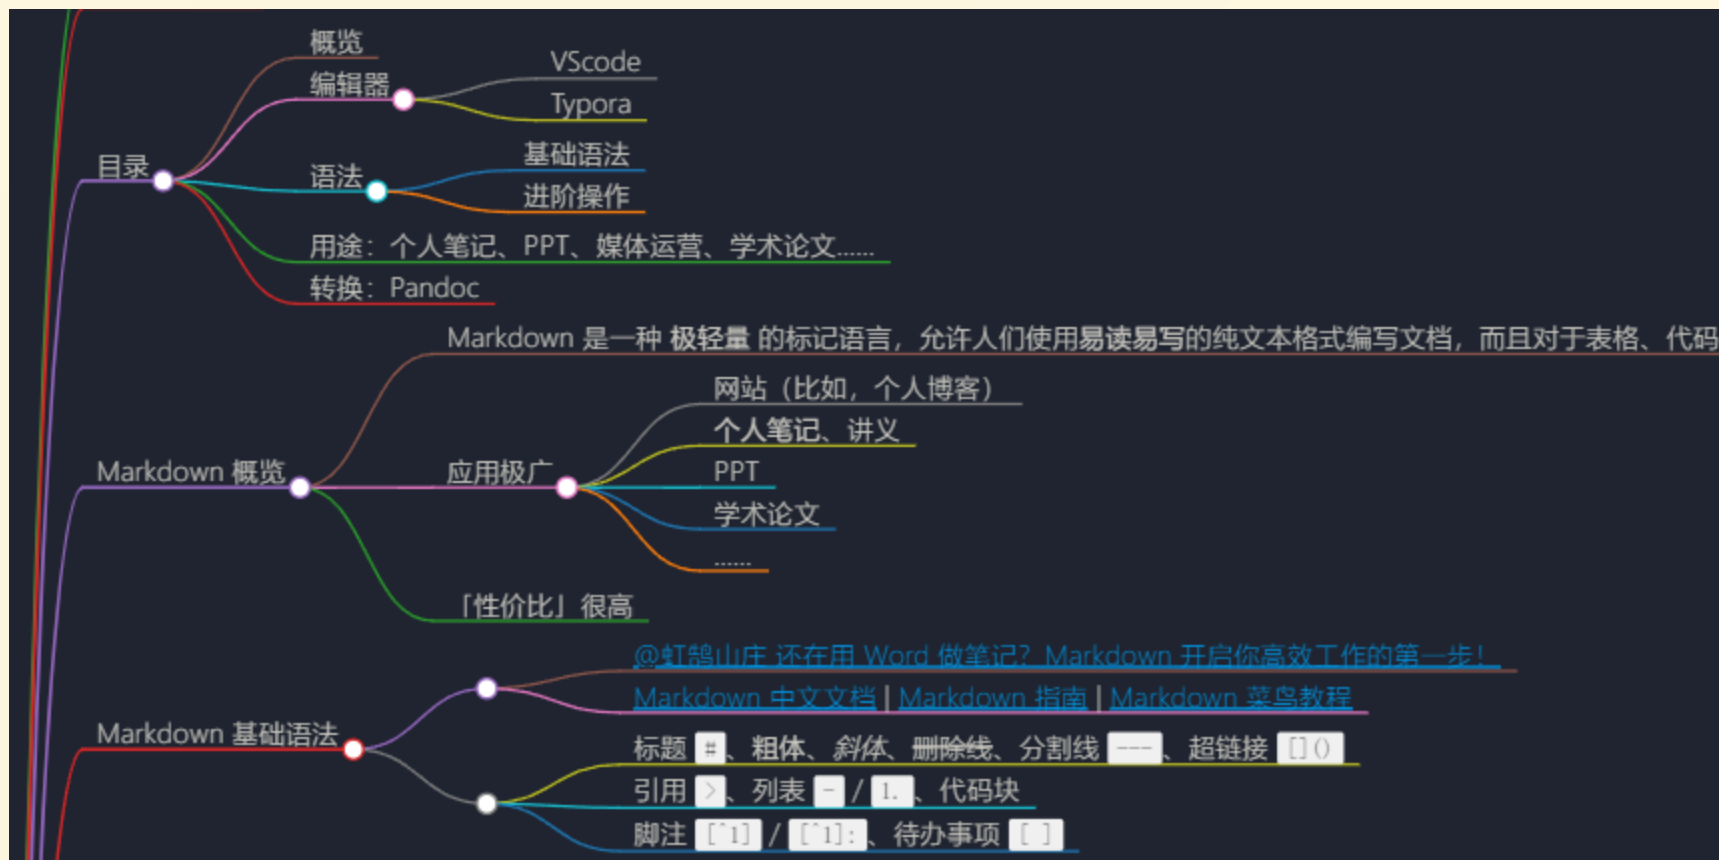 概览
编辑器
VScode
Typora
目录
语法
基础语法
进阶操作
用途：个人笔记、PPT、媒体运营、学术论文......
转换：Pandoc
Markdown 是一种 极轻量 的标记语言，允许人们使用易读易写的纯文本格式编写文档，而且对于表格、代码
网站（比如，个人博客）
个人笔记、讲义
Markdown 概览
应用极广
PPT
学术论文
......
「性价比」很高
@虹鹄山庄 还在用 Word 做笔记？Markdown 开启你高效工作的第一步！
Markdown 中文文档 | Markdown 指南 | Markdown 菜鸟教程
Markdown 基础语法
标题 #、粗体、斜体、删除线、分割线 ---、超链接 []()
引用 >、列表 - / 1. 、代码块
脚注 [^1] / [^1]:、待办事项 [ ]